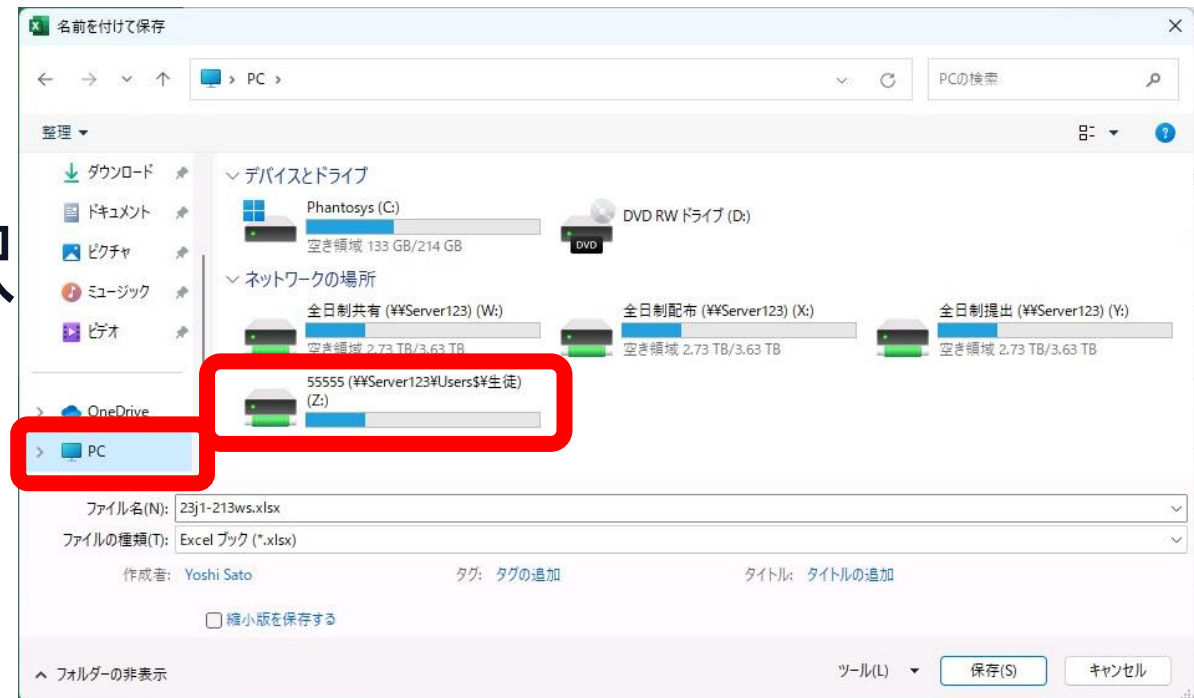 名前を付けて保存
PC
PCの検索
整理
ダウンロード
ドキュメント
ピクチャ
ミュージック
ビデオ
OneDrive
PC
デバイスとドライブ
Phantosys (C:)
空き領域 133 GB/214 GB
DVD
DVD RW ドライブ (D:)
ネットワークの場所
全日制共有 (¥¥Server123) (W:)
空き領域 2.73 TB/3.63 TB
全日制配布 (¥¥Server123) (X:)
空き領域 2.73 TB/3.63 TB
全日制提出 (¥¥Server123) (Y:)
空き領域 2.73 TB/3.63 TB
55555 (¥¥Server123¥Users$¥生徒)
(Z:)
ファイル名(N): 23j1-213ws.xlsx
ファイルの種類(T): Excel ブック (*.xlsx)
作成者: Yoshi Sato タグ: タグの追加 タイトル: タイトルの追加
縮小版を保存する
フォルダーの非表示 ツール(L) 保存(S) キャンセル